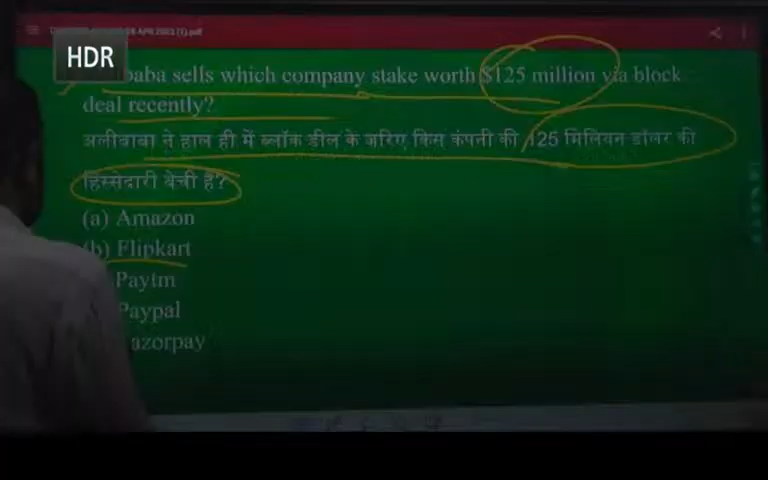 HDR
baba sells which company stake worth $125 million via block
deal recently?
अलीबाबा ने हाल ही में ब्लॉक डील के जरिए किस कंपनी की 125 मिलियन डॉलर की
हिस्सेदारी बेची है?
(a) Amazon
(b) Flipkart
Paytm
Paypal
azorpay